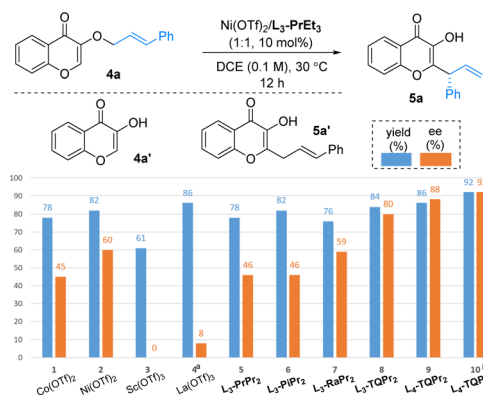 O
O
Ph
O
4a
Ni(OTf)2/L3-PrEt3
(1:1, 10 mol%)
DCE (0.1 M), 30 °C
12 h
O
OH
O
Ph
5a
O
OH
O
4a'
O
5a'
OH
O
Ph
yield (%)
ee (%)
100
90
80
70
60
50
40
30
20
10
0
78
45
82
60
61
0
86
8
78
46
82
46
76
59
84
80
86
88
92
1
2
3
4a
5
6
7
8
9
10
Co(OTf)2
Ni(OTf)2
Sc(OTf)3
La(OTf)3
L3-PrPr2
L3-PiPr2
L3-RaPr2
L3-TQPr2
L4-TQPr2
L4-TQPr2